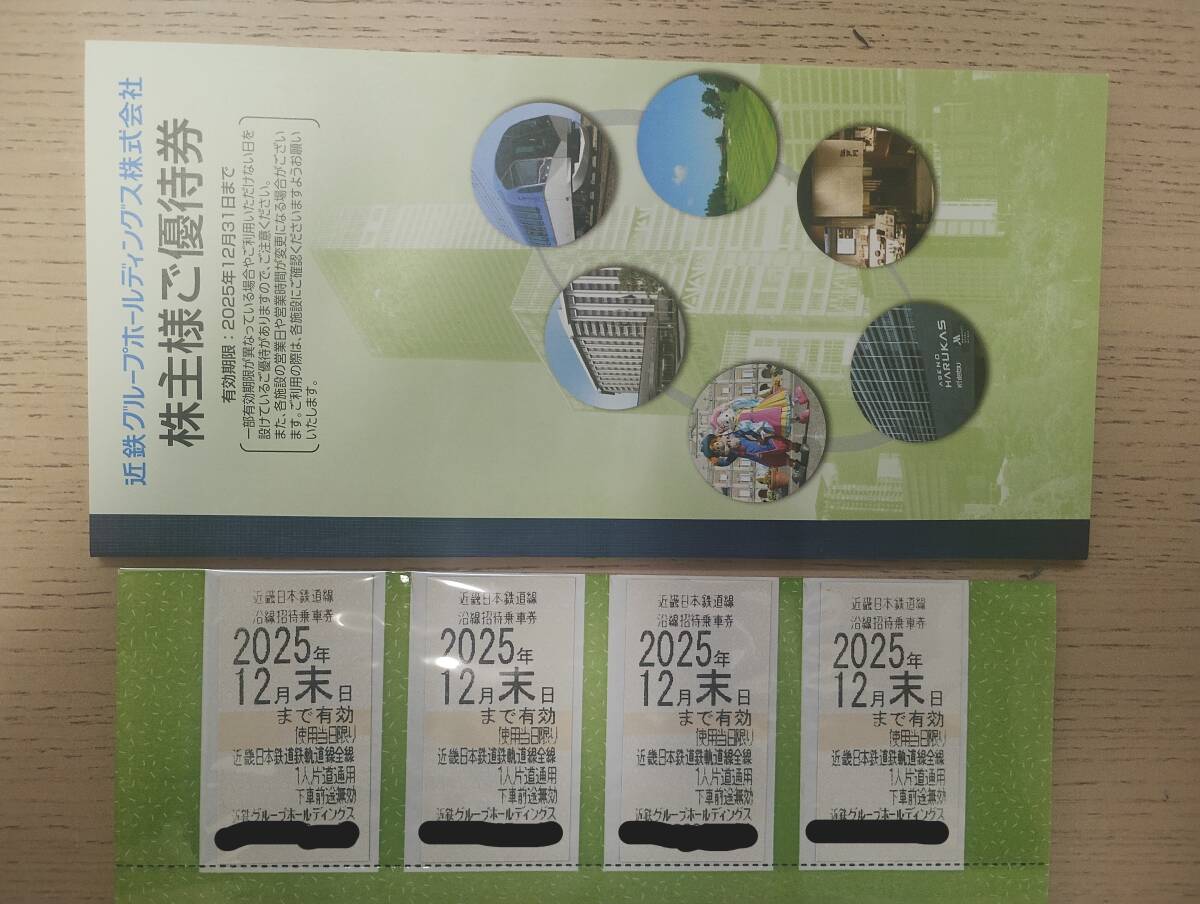 近鉄グループホールディングス株式会社
株主様ご優待券
有効期限：2025年12月31日まで
一部有効期限が異なっている場合やご利用いただけない日を
設けているご優待がありますので、ご注意ください。
また、各施設の営業日や営業時間が変更になる場合がござい
ます。ご利用の際は、各施設にご確認くださいますようお願い
いたします。
ABENO
HARUKAS
Kintetsu
近畿日本鉄道線
沿線招待乗車券
2025年
12月末日
まで有効
(使用当日限り)
近畿日本鉄道鉄軌道線全線
1人片道通用
下車前途無効
近鉄グループホールディングス
近畿日本鉄道線
沿線招待乗車券
2025年
12月末日
まで有効
(使用当日限り)
近畿日本鉄道鉄軌道線全線
1人片道通用
下車前途無効
近鉄グループホールディングス
近畿日本鉄道線
沿線招待乗車券
2025年
12月末日
まで有効
(使用当日限り)
近畿日本鉄道鉄軌道線全線
1人片道通用
下車前途無効
近鉄グループホールディングス
近畿日本鉄道線
沿線招待乗車券
2025年
12月末日
まで有効
(使用当日限り)
近畿日本鉄道鉄軌道線全線
1人片道通用
下車前途無効
近鉄グループホールディングス